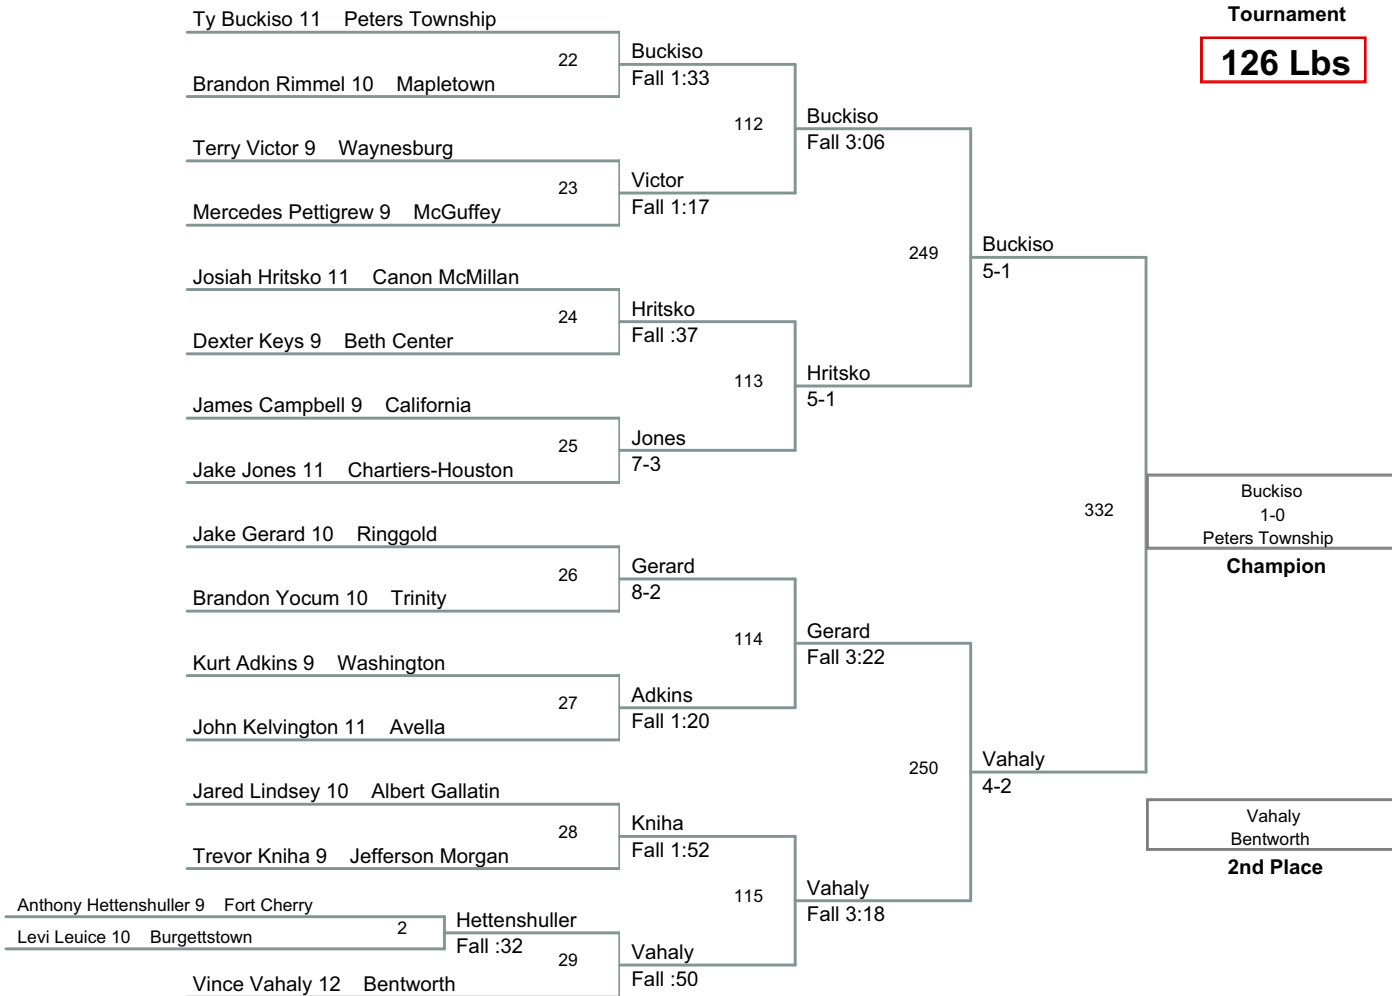 Tournament
126 Lbs
Ty Buckiso 11 Peters Township
22
Buckiso
Fall 1:33
Brandon Rimmel 10 Mapletown
112
Buckiso
Fall 3:06
Terry Victor 9 Waynesburg
23
Victor
Fall 1:17
Mercedes Pettigrew 9 McGuffey
249
Buckiso
5-1
Josiah Hritsko 11 Canon McMillan
24
Hritsko
Fall :37
Dexter Keys 9 Beth Center
113
Hritsko
5-1
James Campbell 9 California
25
Jones
7-3
Jake Jones 11 Chartiers-Houston
332
Buckiso
1-0
Peters Township
Champion
Jake Gerard 10 Ringgold
26
Gerard
8-2
Brandon Yocum 10 Trinity
114
Gerard
Fall 3:22
Kurt Adkins 9 Washington
27
Adkins
Fall 1:20
John Kelvington 11 Avella
250
Vahaly
4-2
Jared Lindsey 10 Albert Gallatin
28
Kniha
Fall 1:52
Trevor Kniha 9 Jefferson Morgan
Vahaly
Bentworth
2nd Place
115
Vahaly
Fall 3:18
Anthony Hettenshuller 9 Fort Cherry
2
Hettenshuller
Fall :32
Levi Leuice 10 Burgettstown
29
Vahaly
Fall :50
Vince Vahaly 12 Bentworth